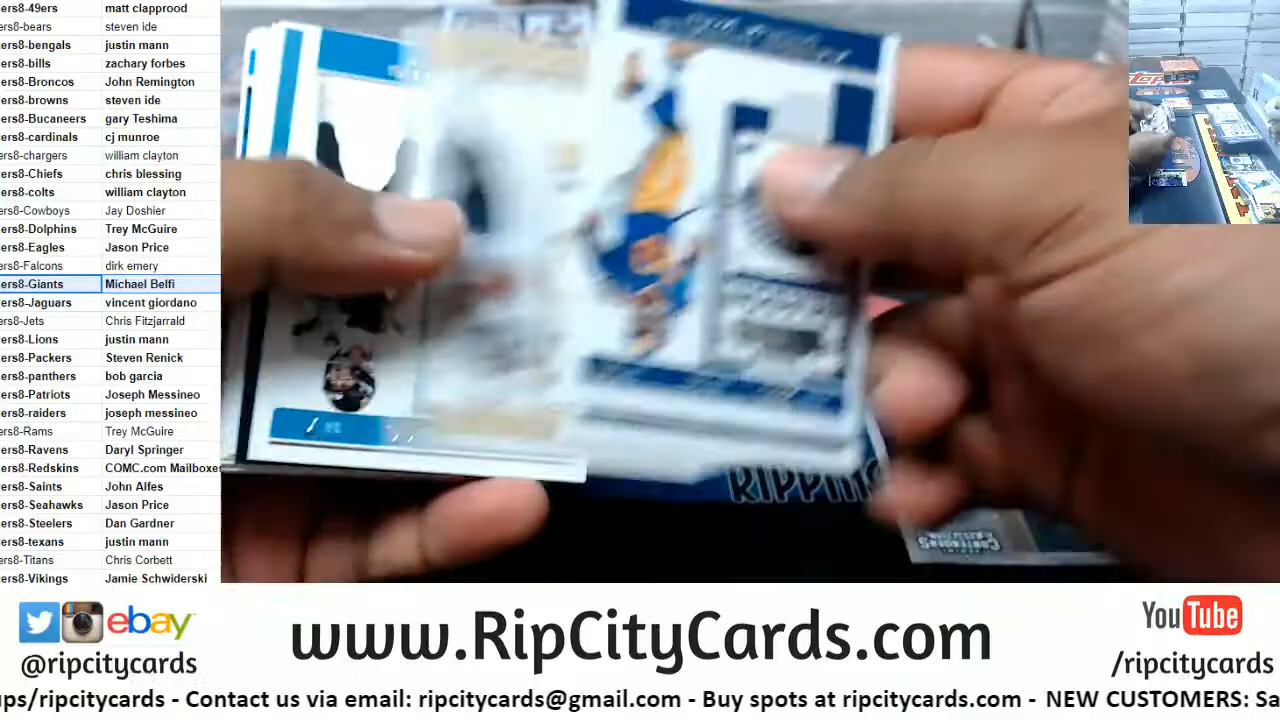 ers8-49ers matt clapprood
ers8-bears steven ide
ers8-bengals justin mann
ers8-bills zachary forbes
ers8-Broncos John Remington
ers8-browns steven ide
ers8-Bucaneers gary Teshima
ers8-cardinals cj munroe
ers8-chargers william clayton
ers8-Chiefs chris blessing
ers8-colts william clayton
ers8-Cowboys Jay Doshier
ers8-Dolphins Trey McGuire
ers8-Eagles Jason Price
ers8-Falcons dirk emery
ers8-Giants Michael Belfi
ers8-Jaguars vincent giordano
ers8-Jets Chris Fitzjarrald
ers8-Lions justin mann
ers8-Packers Steven Renick
ers8-panthers bob garcia
ers8-Patriots Joseph Messineo
ers8-raiders joseph messineo
ers8-Rams Trey McGuire
ers8-Ravens Daryl Springer
ers8-Redskins COMC.com Mailboxe
ers8-Saints John Alfes
ers8-Seahawks Jason Price
ers8-Steelers Dan Gardner
ers8-texans justin mann
ers8-Titans Chris Corbett
ers8-Vikings Jamie Schwiderski
CONTENDERS
ebay
@ripcitycards
www.RipCityCards.com
YouTube
/ripcitycards
ups/ripcitycards - Contact us via email: ripcitycards@gmail.com - Buy spots at ripcitycards.com - NEW CUSTOMERS: Sa